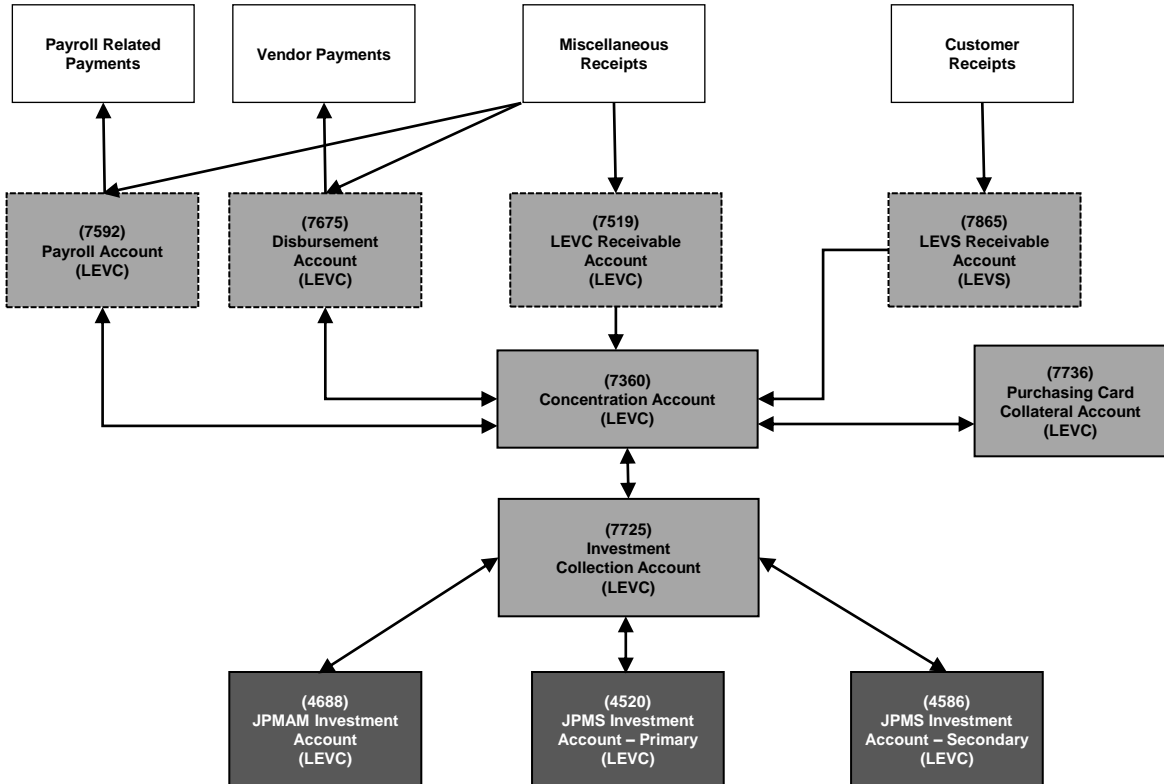 Payroll Related
Payments
Vendor Payments
Miscellaneous
Receipts
Customer
Receipts
(7592)
Payroll Account
(LEVC)
(7675)
Disbursement
Account
(LEVC)
(7519)
LEVC Receivable
Account
(LEVC)
(7865)
LEVS Receivable
Account
(LEVS)
(7360)
Concentration Account
(LEVC)
(7736)
Purchasing Card
Collateral Account
(LEVC)
(7725)
Investment
Collection Account
(LEVC)
(4688)
JPMAM Investment
Account
(LEVC)
(4520)
JPMS Investment
Account – Primary
(LEVC)
(4586)
JPMS Investment
Account – Secondary
(LEVC)